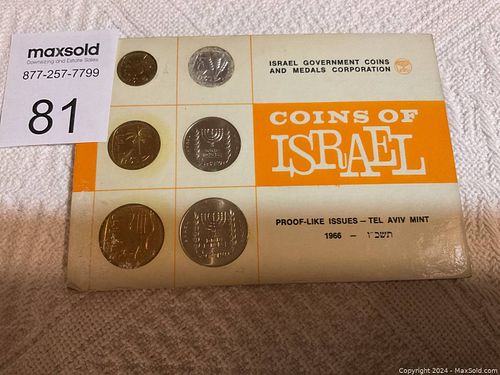 maxsold
Downsizing and Estate Sales
877-257-7799
81
ISRAEL GOVERNMENT COINS
AND MEDALS CORPORATION
COINS OF
ISRAEL
PROOF-LIKE ISSUES — TEL AVIV MINT
1966 — תשכ"ו
Copyright © 2024 - MaxSold.com